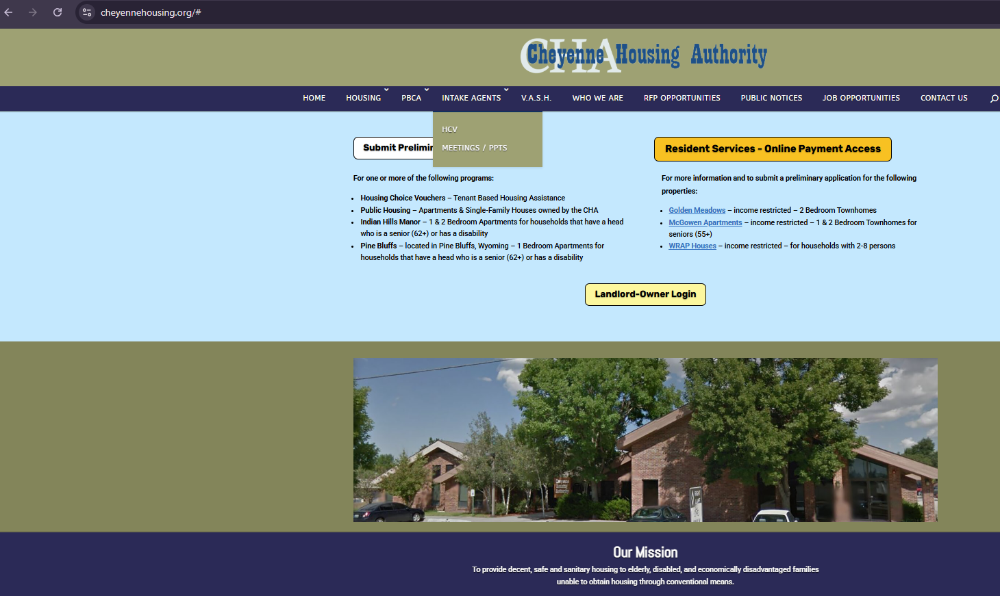 cheyennehousing.org/#
CHA
Cheyenne Housing Authority
HOME HOUSING PBCA INTAKE AGENTS V.A.S.H. WHO WE ARE RFP OPPORTUNITIES PUBLIC NOTICES JOB OPPORTUNITIES CONTACT US
HCV
MEETINGS / PPTS
Submit
Resident Services - Online Payment Access
For one or more of the following programs:
• Housing Choice Vouchers – Tenant Based Housing Assistance
• Public Housing – Apartments & Single-Family Houses owned by the CHA
• Indian Hills Manor – 1 & 2 Bedroom Apartments for households that have a head
who is a senior (62+) or has a disability
• Pine Bluffs – located in Pine Bluffs, Wyoming – 1 Bedroom Apartments for
households that have a head who is a senior (62+) or has a disability
For more information and to submit a preliminary application for the following
properties:
• Golden Meadows – income restricted – 2 Bedroom Townhomes
• McGowen Apartments – income restricted – 1 & 2 Bedroom Townhomes for
seniors (55+)
• WRAP Houses – income restricted – for households with 2-8 persons
Landlord-Owner Login
Cheyenne
Housing
Authority
Our Mission
To provide decent, safe and sanitary housing to elderly, disabled, and economically disadvantaged families
unable to obtain housing through conventional means.